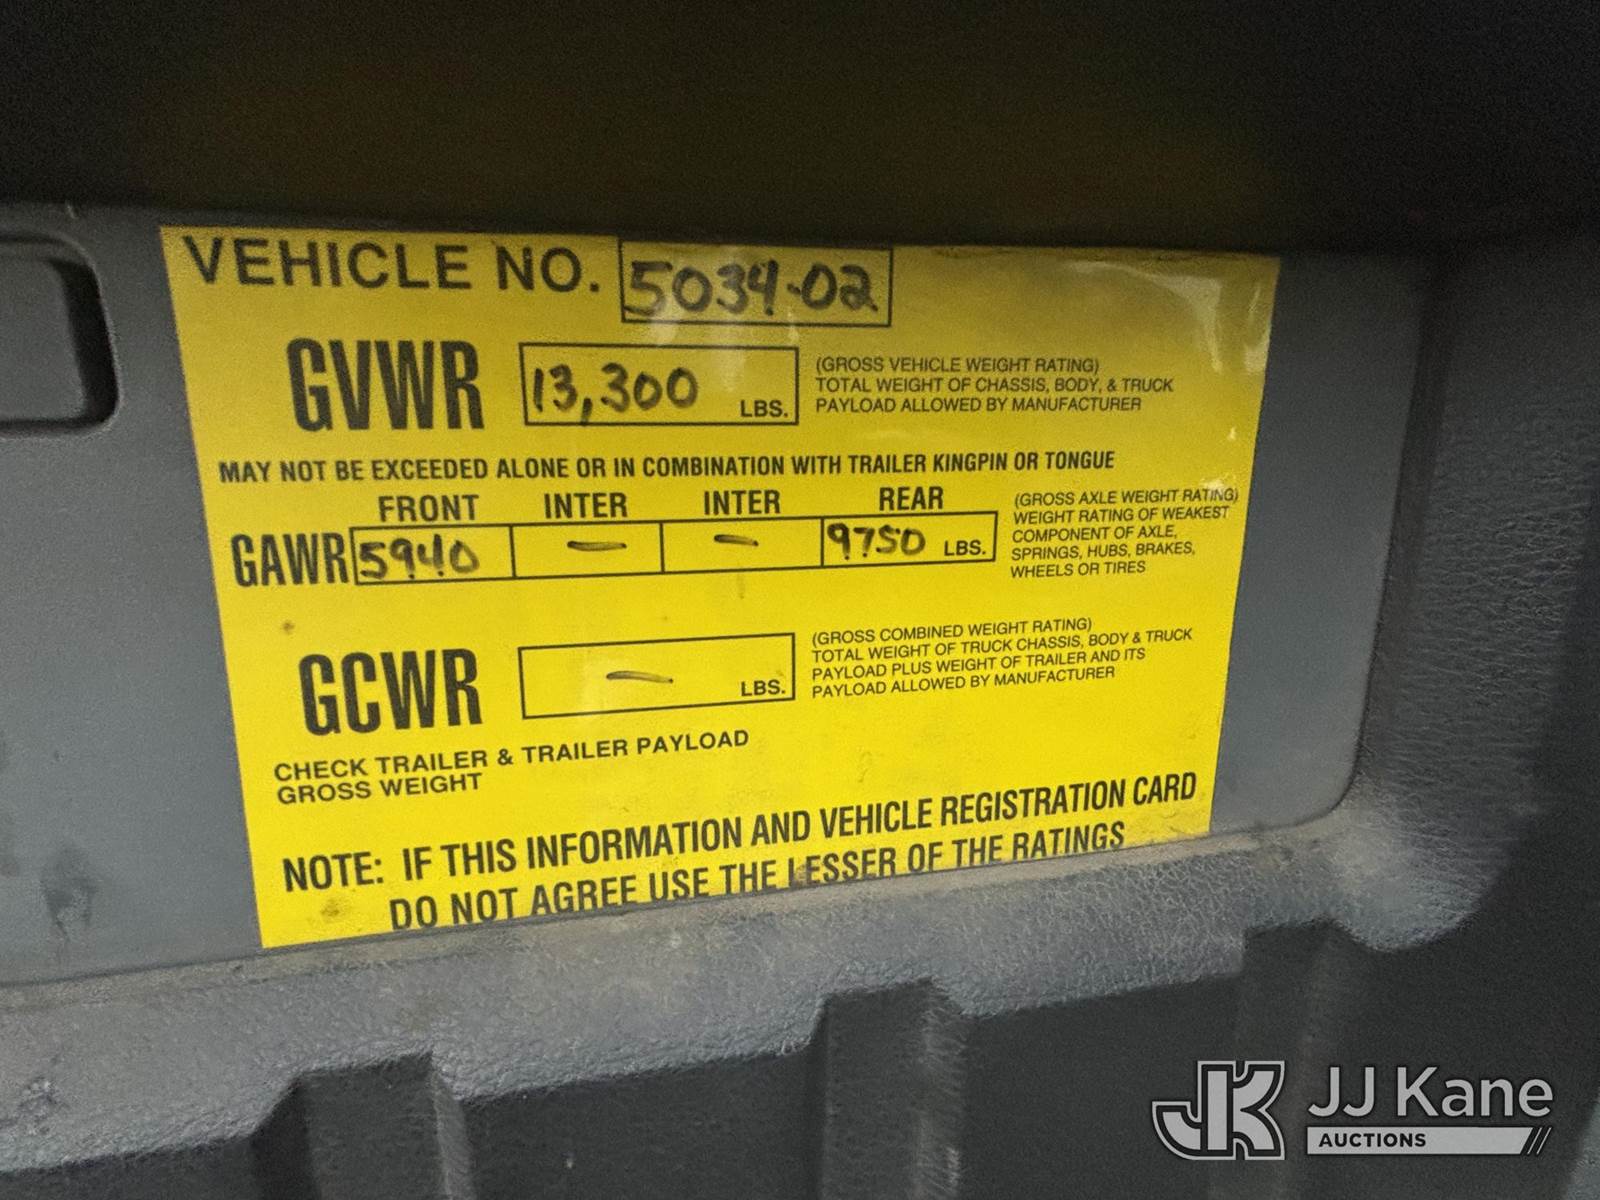 VEHICLE NO. 5034-02
GVWR 13,300 LBS.
(GROSS VEHICLE WEIGHT RATING)
TOTAL WEIGHT OF CHASSIS, BODY, & TRUCK
PAYLOAD ALLOWED BY MANUFACTURER
MAY NOT BE EXCEEDED ALONE OR IN COMBINATION WITH TRAILER KINGPIN OR TONGUE
FRONT INTER INTER REAR
GAWR 5940 — — 9750 LBS.
(GROSS AXLE WEIGHT RATING)
WEIGHT RATING OF WEAKEST
COMPONENT OF AXLE,
SPRINGS, HUBS, BRAKES,
WHEELS OR TIRES
GCWR — LBS.
(GROSS COMBINED WEIGHT RATING)
TOTAL WEIGHT OF TRUCK CHASSIS, BODY & TRUCK
PAYLOAD PLUS WEIGHT OF TRAILER AND ITS
PAYLOAD ALLOWED BY MANUFACTURER
CHECK TRAILER & TRAILER PAYLOAD
GROSS WEIGHT
NOTE: IF THIS INFORMATION AND VEHICLE REGISTRATION CARD
DO NOT AGREE USE THE LESSER OF THE RATINGS
JK JJ Kane
AUCTIONS